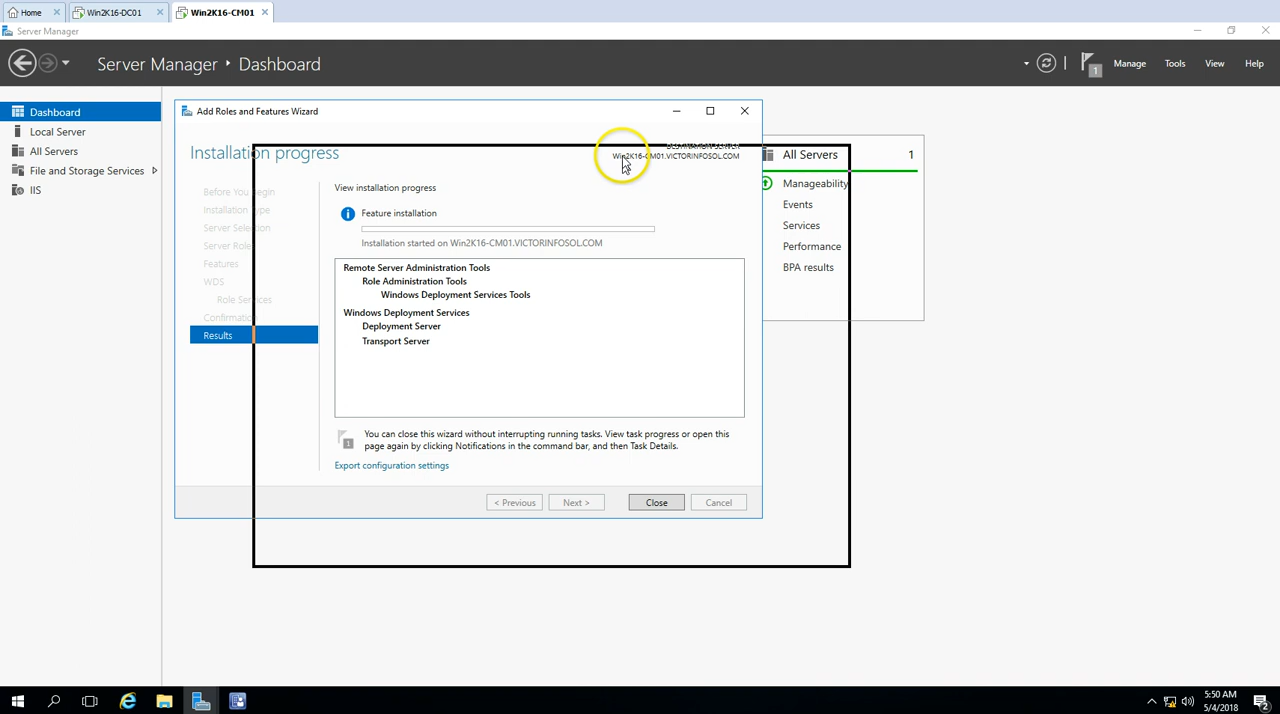 Home
Win2K16-DC01
Win2K16-CM01
Server Manager
Server Manager ‣ Dashboard
1
Manage
Tools
View
Help
Dashboard
Local Server
All Servers
File and Storage Services
IIS
Add Roles and Features Wizard
Installation progress
DESTINATION SERVER
Win2K16-CM01.VICTORINFOSOL.COM
Before You Begin
Installation Type
Server Selection
Server Roles
Features
WDS
Role Services
Confirmation
Results
View installation progress
Feature installation
Installation started on Win2K16-CM01.VICTORINFOSOL.COM
Remote Server Administration Tools
Role Administration Tools
Windows Deployment Services Tools
Windows Deployment Services
Deployment Server
Transport Server
1
You can close this wizard without interrupting running tasks. View task progress or open this
page again by clicking Notifications in the command bar, and then Task Details.
Export configuration settings
< Previous
Next >
Close
Cancel
All Servers
1
Manageability
Events
Services
Performance
BPA results
5:50 AM
5/4/2018
2